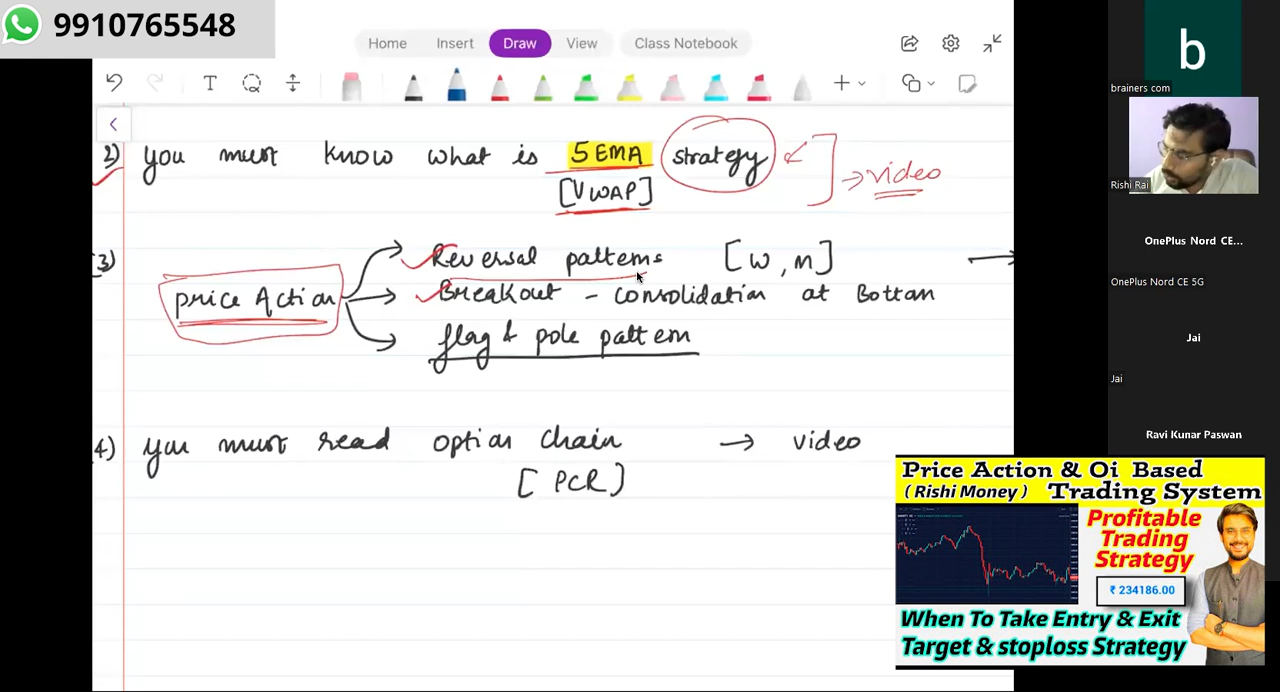 9910765548
Home Insert Draw View Class Notebook
b
brainers com
2) you must know what is 5 EMA strategy
[VWAP]
→ video
Rishi Rai
OnePlus Nord CE...
OnePlus Nord CE 5G
(3)
price Action
Reversal patterns [W, M] →
Breakout - consolidation at Bottom
flag & pole pattern
Jai
Jai
Ravi Kunar Paswan
(4) you must read option chain → video
[PCR]
Price Action & Oi Based
(Rishi Money) Trading System
Profitable
Trading
Strategy
₹ 234186.00
When To Take Entry & Exit
Target & stoploss Strategy